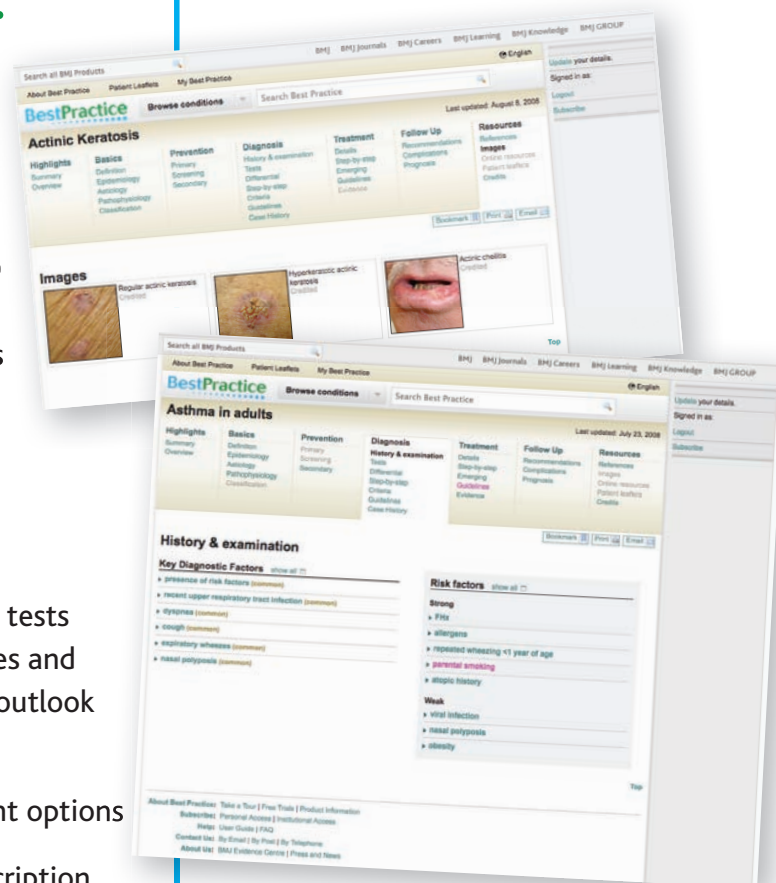 Search all BMJ Products
BMJ BMJ Journals BMJ Careers BMJ Learning BMJ Knowledge BMJ GROUP
About Best Practice Patient Leaflets My Best Practice
English
Update your details.
Signed in as:
Logout
Subscribe
BestPractice Browse conditions Search Best Practice
Last updated: August 8, 2008
Actinic Keratosis
Highlights
Summary
Overview
Basics
Definition
Epidemiology
Aetiology
Pathophysiology
Classification
Prevention
Primary
Screening
Secondary
Diagnosis
History & examination
Tests
Differential
Step-by-step
Criteria
Guidelines
Case History
Treatment
Details
Step-by-step
Emerging
Guidelines
Evidence
Follow Up
Recommendations
Complications
Prognosis
Resources
References
Images
Online resources
Patient leaflets
Credits
Bookmark Print Email
Images
Regular actinic keratosis
Credited
Hyperkeratotic actinic
keratosis
Credited
Actinic cheilitis
Credited
Top
Search all BMJ Products
BMJ BMJ Journals BMJ Careers BMJ Learning BMJ Knowledge BMJ GROUP
About Best Practice Patient Leaflets My Best Practice
English
Update your details.
Signed in as:
Logout
Subscribe
BestPractice Browse conditions Search Best Practice
Last updated: July 23, 2008
Asthma in adults
Highlights
Summary
Overview
Basics
Definition
Epidemiology
Aetiology
Pathophysiology
Classification
Prevention
Primary
Screening
Secondary
Diagnosis
History & examination
Tests
Differential
Step-by-step
Criteria
Guidelines
Case History
Treatment
Details
Step-by-step
Emerging
Guidelines
Evidence
Follow Up
Recommendations
Complications
Prognosis
Resources
References
Images
Online resources
Patient leaflets
Credits
Bookmark Print Email
History & examination
Key Diagnostic Factors show all
presence of risk factors (common)
recent upper respiratory tract infection (common)
dyspnea (common)
cough (common)
expiratory wheezes (common)
nasal polyposis (common)
Risk factors show all
Strong
FHx
allergens
repeated wheezing <1 year of age
parental smoking
atopic history
Weak
viral infection
nasal polyposis
obesity
Top
About Best Practice: Take a Tour | Free Trials | Product Information
Subscribe: Personal Access | Institutional Access
Help: User Guide | FAQ
Contact Us: By Email | By Post | By Telephone
About Us: BMJ Evidence Centre | Press and News
s
tests
es and
outlook
nt options
cription